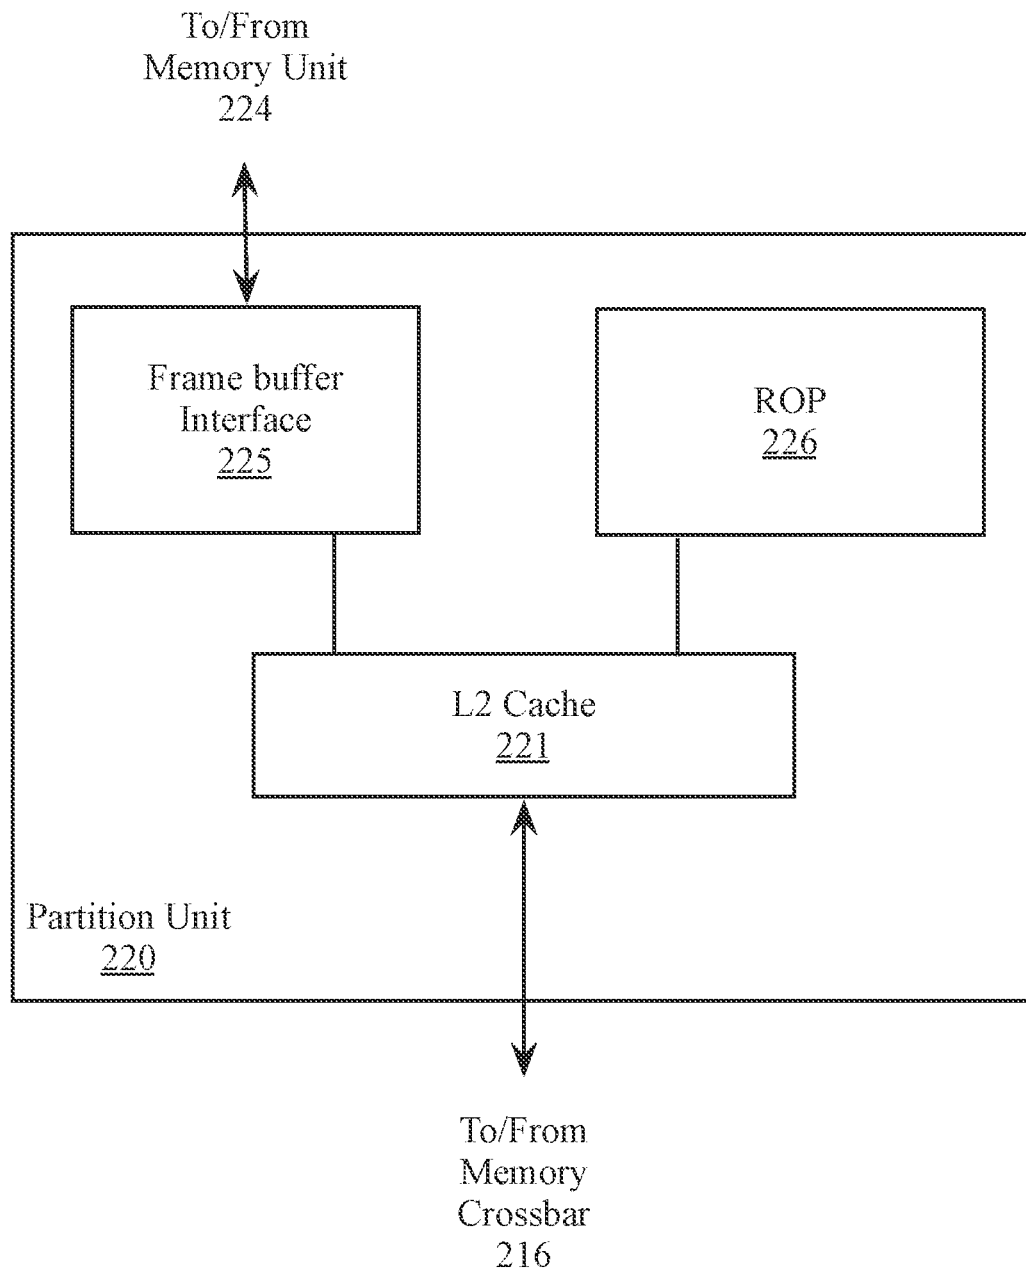 To/From
Memory Unit
224
Frame buffer
Interface
225
ROP
226
L2 Cache
221
Partition Unit
220
To/From
Memory
Crossbar
216